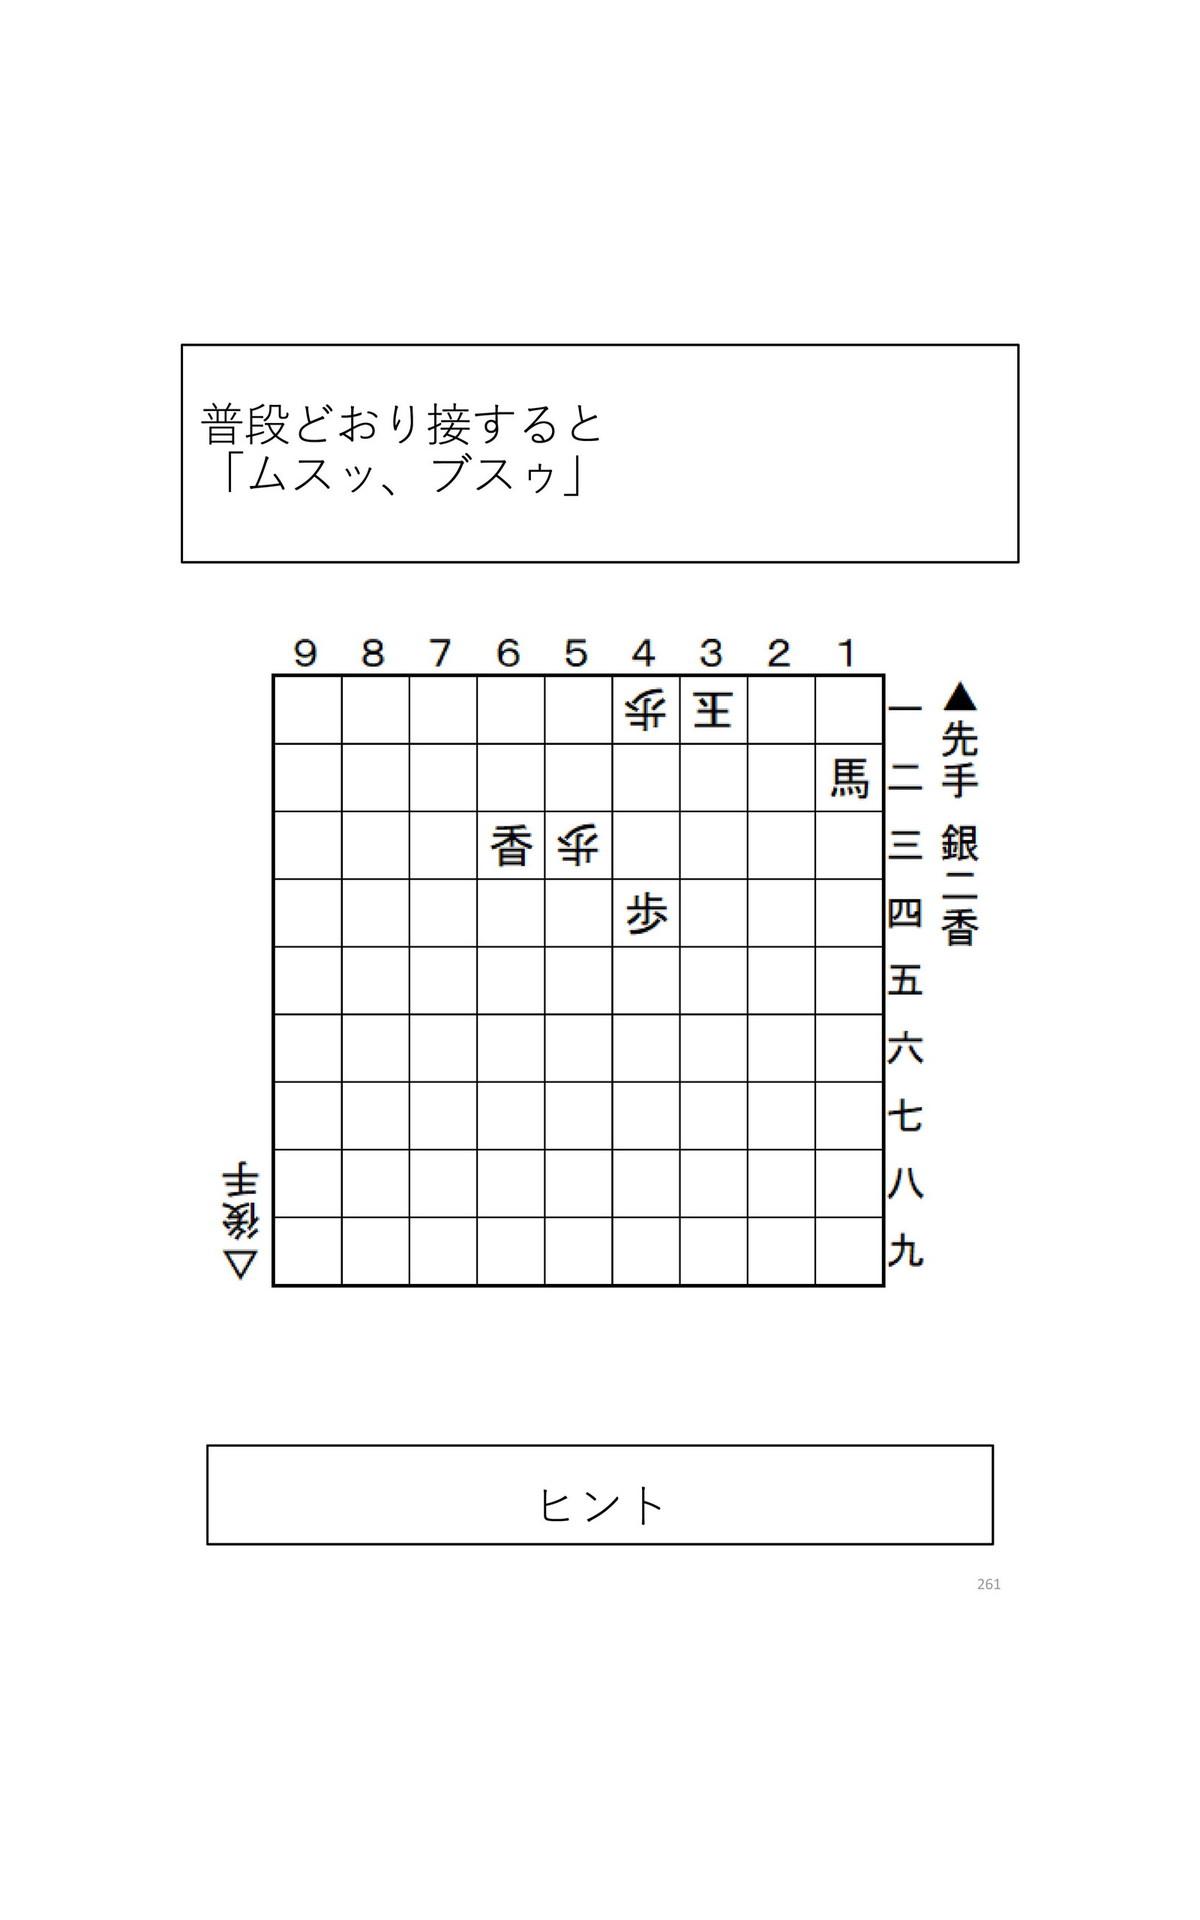 普段どおり接すると
「ムスッ、ブスゥ」
9 8 7 6 5 4 3 2 1
歩 王 一
馬 二
香 歩 三
歩 四
五
六
七
八
九
▲先手 銀二香
△後手
ヒント
261